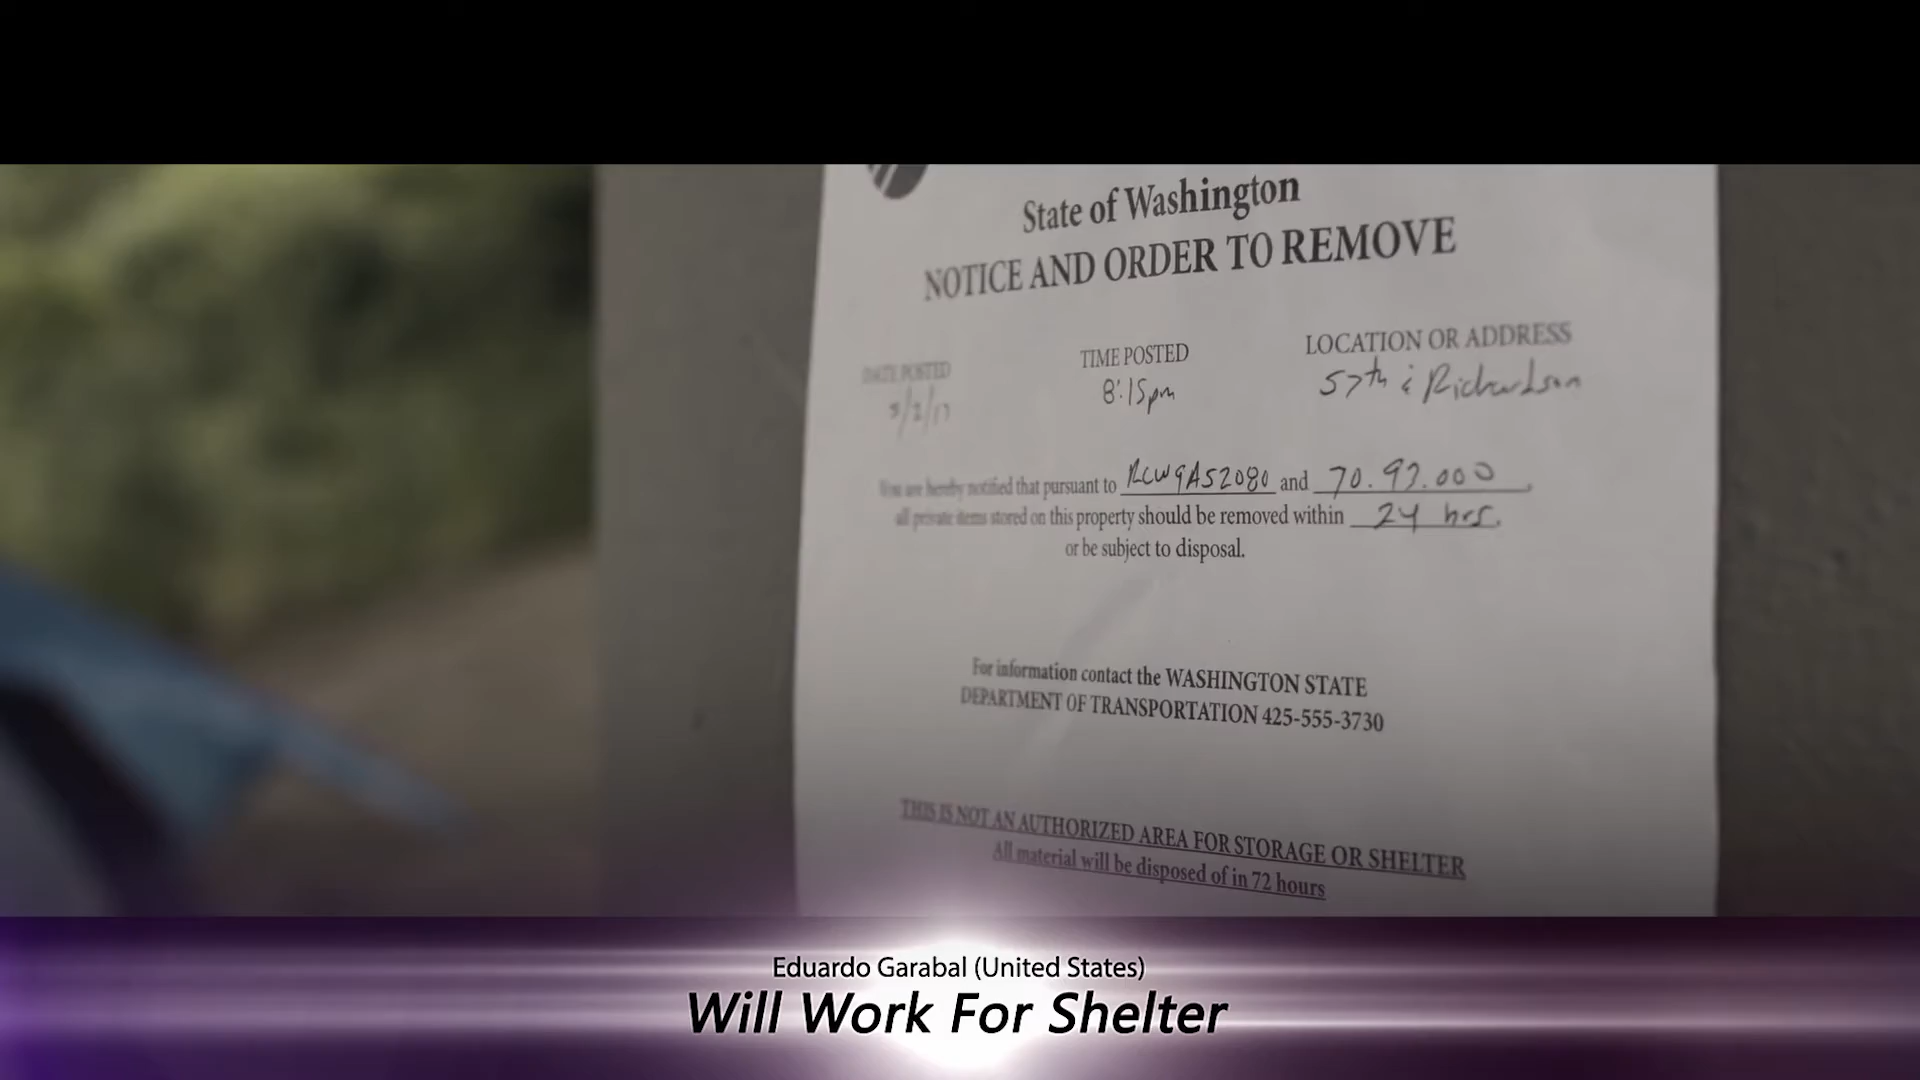 State of Washington
NOTICE AND ORDER TO REMOVE
DATE POSTED TIME POSTED LOCATION OR ADDRESS
8:15pm 57th & Richardson
You are hereby notified that pursuant to RCW9A52080 and 70.97.000
all private items stored on this property should be removed within 24 hrs.
or be subject to disposal.
For information contact the WASHINGTON STATE
DEPARTMENT OF TRANSPORTATION 425-555-3730
THIS IS NOT AN AUTHORIZED AREA FOR STORAGE OR SHELTER
All material will be disposed of in 72 hours
Eduardo Garabal (United States)
Will Work For Shelter